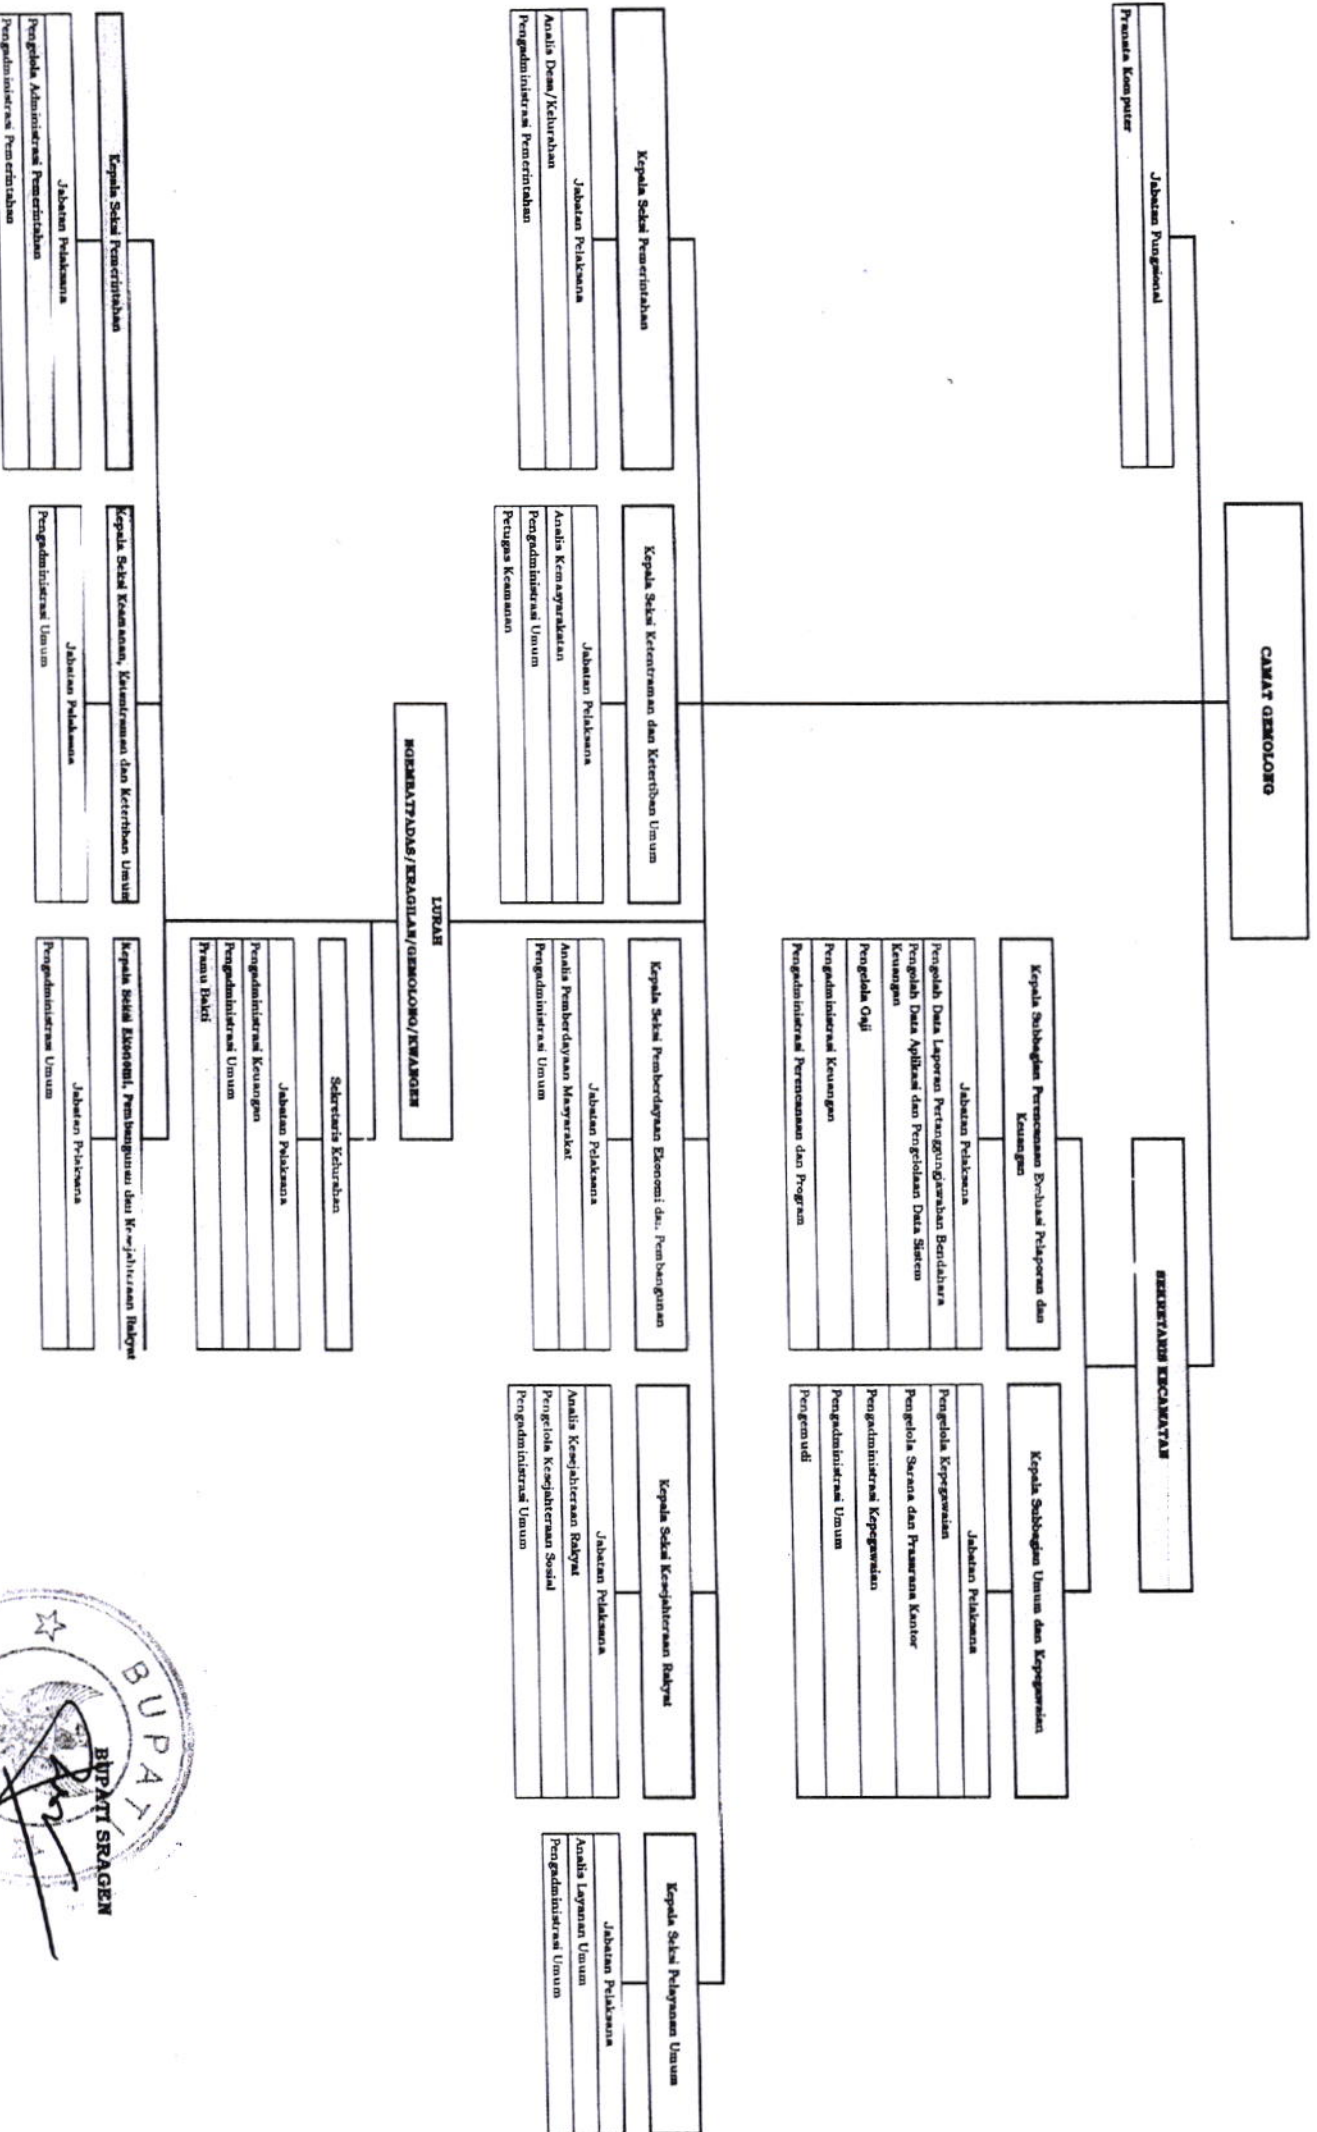 CAMAT GEMOLONG
Jabatan Fungsional
Pranata Komputer
SEKRETARIS KECAMATAN
Kepala Subbagian Perencanaan Evaluasi Pelaporan dan
Keuangan
Jabatan Pelaksana
Pengolah Data Laporan Pertanggungjawaban Bendahara
Pengolah Data Aplikasi dan Pengelolaan Data Sistem
Keuangan
Pengelola Gaji
Pengadministrasi Keuangan
Pengadministrasi Perencanaan dan Program
Kepala Subbagian Umum dan Kepegawaian
Jabatan Pelaksana
Pengelola Kepegawaian
Pengelola Sarana dan Prasarana Kantor
Pengadministrasi Kepegawaian
Pengadministrasi Umum
Pengemudi
Kepala Seksi Pemerintahan
Jabatan Pelaksana
Analis Desa/Kelurahan
Pengadministrasi Pemerintahan
Kepala Seksi Ketentraman dan Ketertiban Umum
Jabatan Pelaksana
Analis Kemasyarakatan
Pengadministrasi Umum
Petugas Keamanan
Kepala Seksi Pemberdayaan Ekonomi dan Pembangunan
Jabatan Pelaksana
Analis Pemberdayaan Masyarakat
Pengadministrasi Umum
Kepala Seksi Kesejahteraan Rakyat
Jabatan Pelaksana
Analis Kesejahteraan Rakyat
Pengelola Kesejahteraan Sosial
Pengadministrasi Umum
Kepala Seksi Pelayanan Umum
Jabatan Pelaksana
Analis Layanan Umum
Pengadministrasi Umum
LURAH
NGEMBATPADAS/KRAGILAN/GEMOLONG/KWANGEN
Sekretaris Kelurahan
Jabatan Pelaksana
Pengadministrasi Keuangan
Pengadministrasi Umum
Pramu Bakti
Kepala Seksi Pemerintahan
Jabatan Pelaksana
Pengelola Administrasi Pemerintahan
Pengadministrasi Pemerintahan
Kepala Seksi Keamanan, Ketentraman dan Ketertiban Umum
Jabatan Pelaksana
Pengadministrasi Umum
Kepala Seksi Ekonomi, Pembangunan dan Kesejahteraan Rakyat
Jabatan Pelaksana
Pengadministrasi Umum
BUPATI SRAGEN
BUPATI